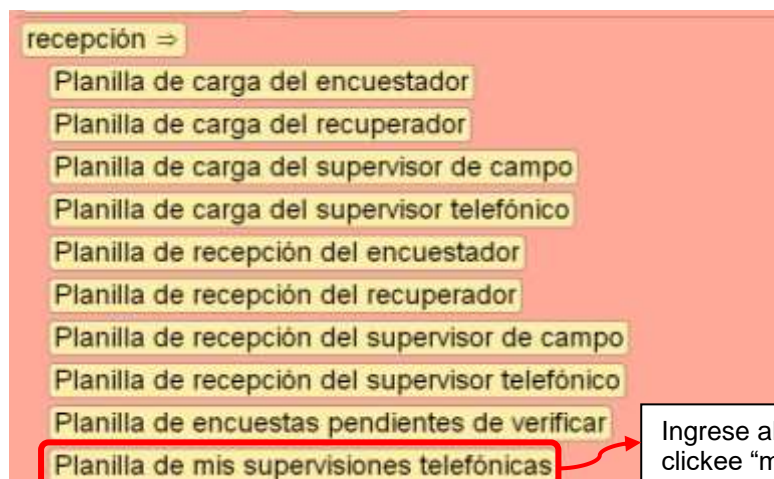 recepción ⇒
Planilla de carga del encuestador
Planilla de carga del recuperador
Planilla de carga del supervisor de campo
Planilla de carga del supervisor telefónico
Planilla de recepción del encuestador
Planilla de recepción del recuperador
Planilla de recepción del supervisor de campo
Planilla de recepción del supervisor telefónico
Planilla de encuestas pendientes de verificar
Planilla de mis supervisiones telefónicas
Ingrese
clickee